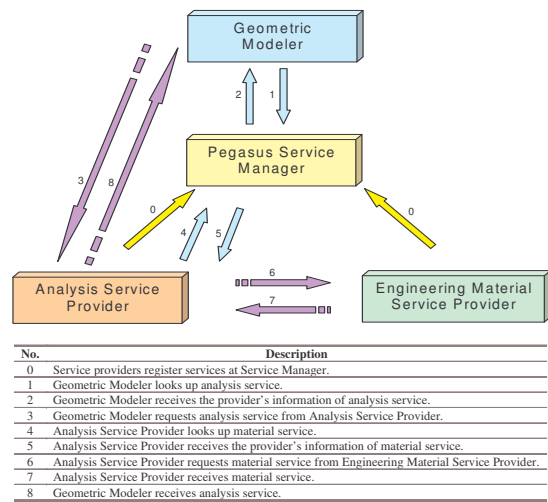 Geometric
Modeler
2
1
Pegasus Service
Manager
3
8
0
4
5
0
Analysis Service
Provider
6
7
Engineering Material
Service Provider
No. Description
0 Service providers register services at Service Manager.
1 Geometric Modeler looks up analysis service.
2 Geometric Modeler receives the provider's information of analysis service.
3 Geometric Modeler requests analysis service from Analysis Service Provider.
4 Analysis Service Provider looks up material service.
5 Analysis Service Provider receives the provider's information of material service.
6 Analysis Service Provider requests material service from Engineering Material Service Provider.
7 Analysis Service Provider receives material service.
8 Geometric Modeler receives analysis service.